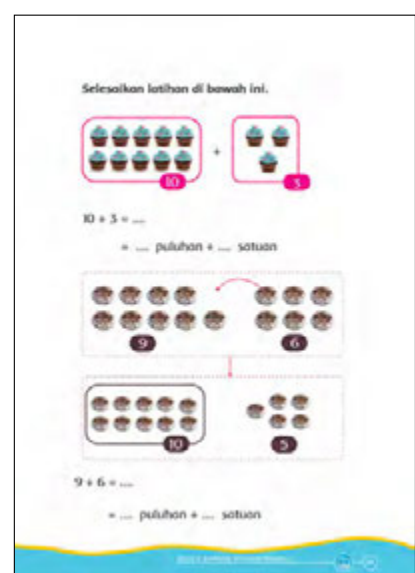 Selesaikan latihan di bawah ini.
+
10
3
10 + 3 = ....
= .... puluhan + .... satuan
9
6
10
5
9 + 6 = ....
= .... puluhan + .... satuan